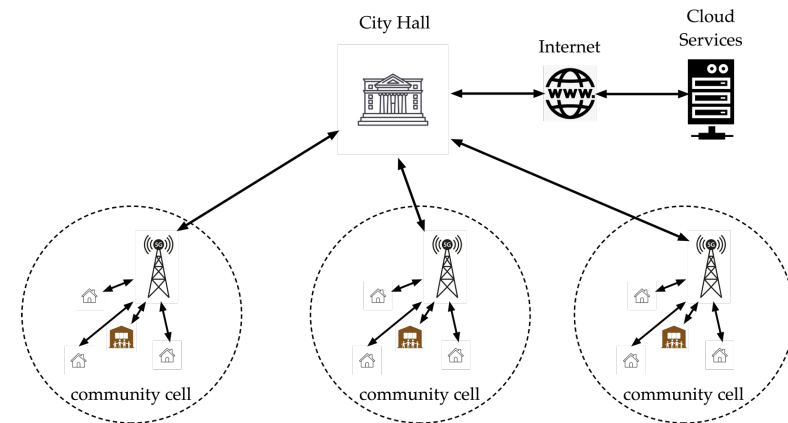 City Hall
Cloud
Services
Internet
WWW.
5G
5G
5G
community cell
community cell
community cell